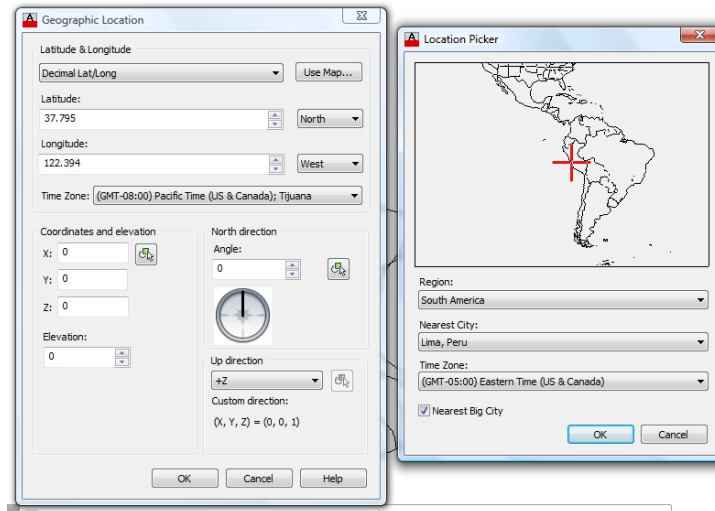 Geographic Location
Latitude & Longitude
Decimal Lat/Long
Use Map...
Latitude:
37.795
North
Longitude:
122.394
West
Time Zone: (GMT-08:00) Pacific Time (US & Canada); Tijuana
Coordinates and elevation
X: 0
Y: 0
Z: 0
Elevation:
0
North direction
Angle:
0
Up direction
+Z
Custom direction:
(X, Y, Z) = (0, 0, 1)
OK
Cancel
Help
Location Picker
Region:
South America
Nearest City:
Lima, Peru
Time Zone:
(GMT-05:00) Eastern Time (US & Canada)
Nearest Big City
OK
Cancel